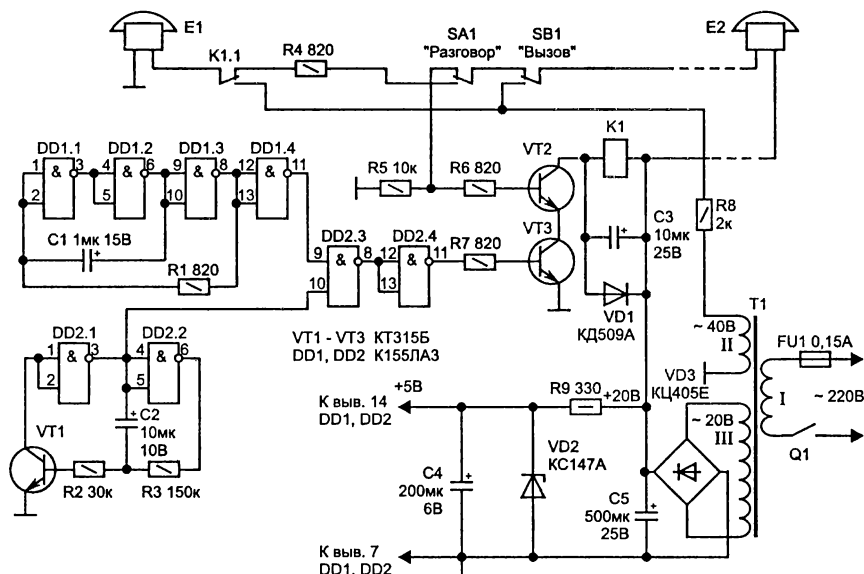 E1
K1.1
R4 820
SA1
"Разговор"
SB1
"Вызов"
E2
DD1.1
DD1.2
DD1.3
DD1.4
1
2
&
3
4
5
&
6
9
10
&
8
12
13
&
11
C1 1мк 15В
+
R1 820
R5 10к
R6 820
VT2
K1
VT3
C3
10мк
25В
+
R8
2к
DD2.3
9
10
&
8
DD2.4
12
13
&
11
R7 820
VD1
КД509А
VT1 - VT3 КТ315Б
DD1, DD2 К155ЛА3
DD2.1
1
2
&
3
DD2.2
4
5
&
6
C2
10мк
10В
+
VT1
R2 30к
R3 150к
T1
~ 40В
II
FU1 0,15А
VD3
КЦ405Е
I
~ 220В
Q1
~ 20В
III
К выв. 14
DD1, DD2
+5В
R9 330
+20В
C4
200мк
6В
+
VD2
КС147А
C5
500мк
25В
+
К выв. 7
DD1, DD2